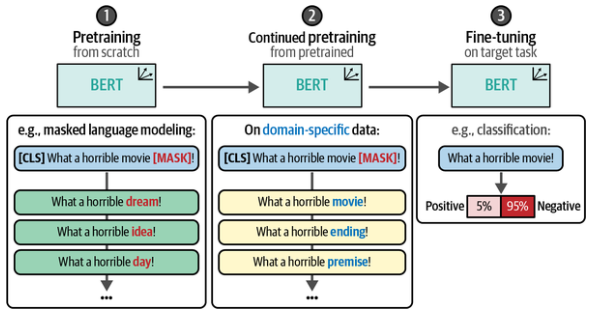 1
Pretraining
from scratch
BERT
e.g., masked language modeling:
[CLS] What a horrible movie [MASK]!
What a horrible dream!
What a horrible idea!
What a horrible day!
...
2
Continued pretraining
from pretrained
BERT
On domain-specific data:
[CLS] What a horrible movie [MASK]!
What a horrible movie!
What a horrible ending!
What a horrible premise!
...
3
Fine-tuning
on target task
BERT
e.g., classification:
What a horrible movie!
Positive 5% 95% Negative